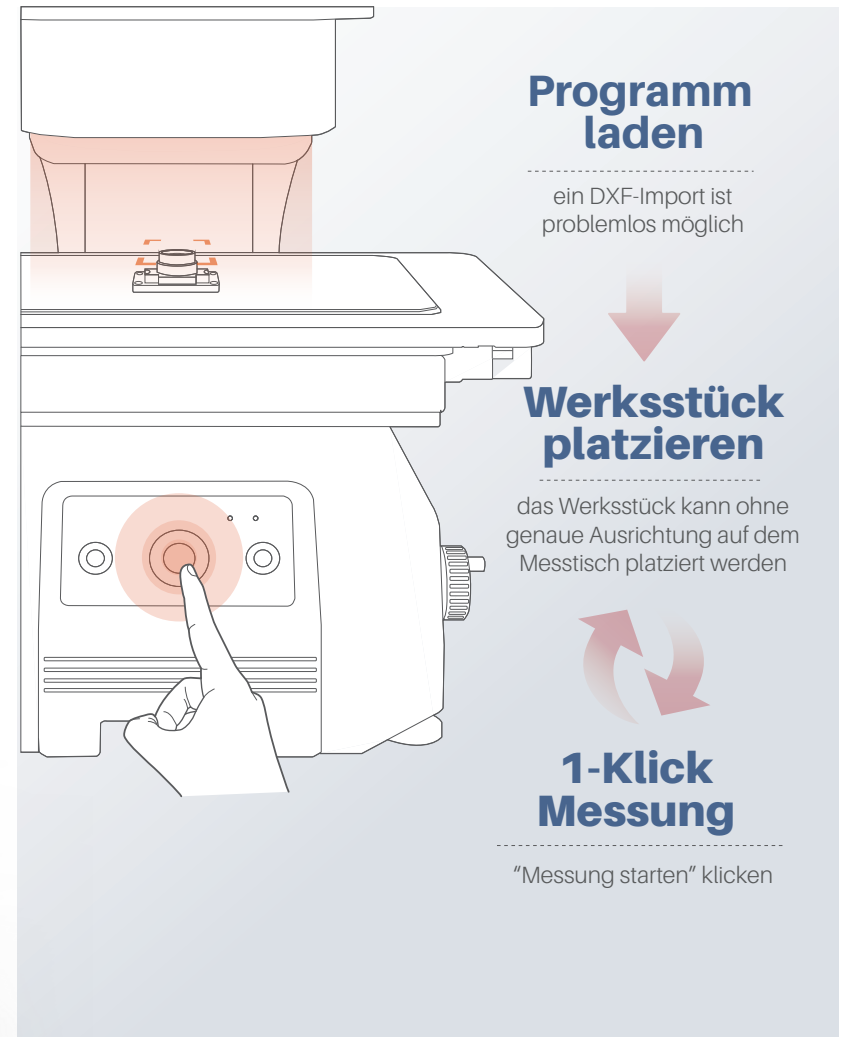 Programm
laden
ein DXF-Import ist
problemlos möglich
Werksstück
platzieren
das Werksstück kann ohne
genaue Ausrichtung auf dem
Messtisch platziert werden
1-Klick
Messung
“Messung starten” klicken